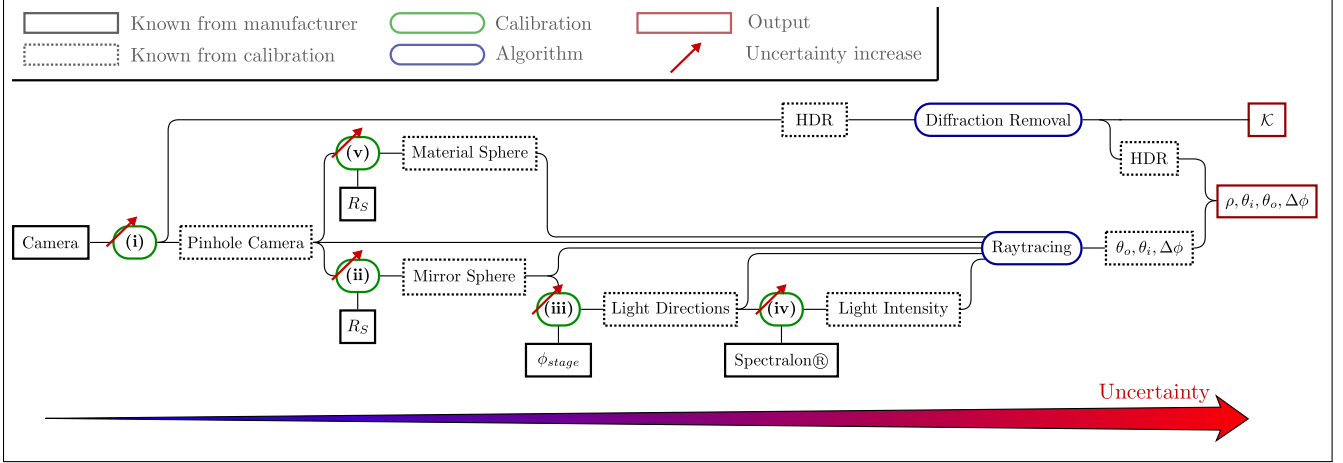 Known from manufacturer
Calibration
Output
Known from calibration
Algorithm
Uncertainty increase
HDR
Diffraction Removal
𝒦
(v)
Material Sphere
HDR
R_S
ρ, θ_i, θ_o, Δϕ
Camera
(i)
Pinhole Camera
Raytracing
θ_o, θ_i, Δϕ
(ii)
Mirror Sphere
(iii)
Light Directions
(iv)
Light Intensity
R_S
ϕ_stage
Spectralon®
Uncertainty